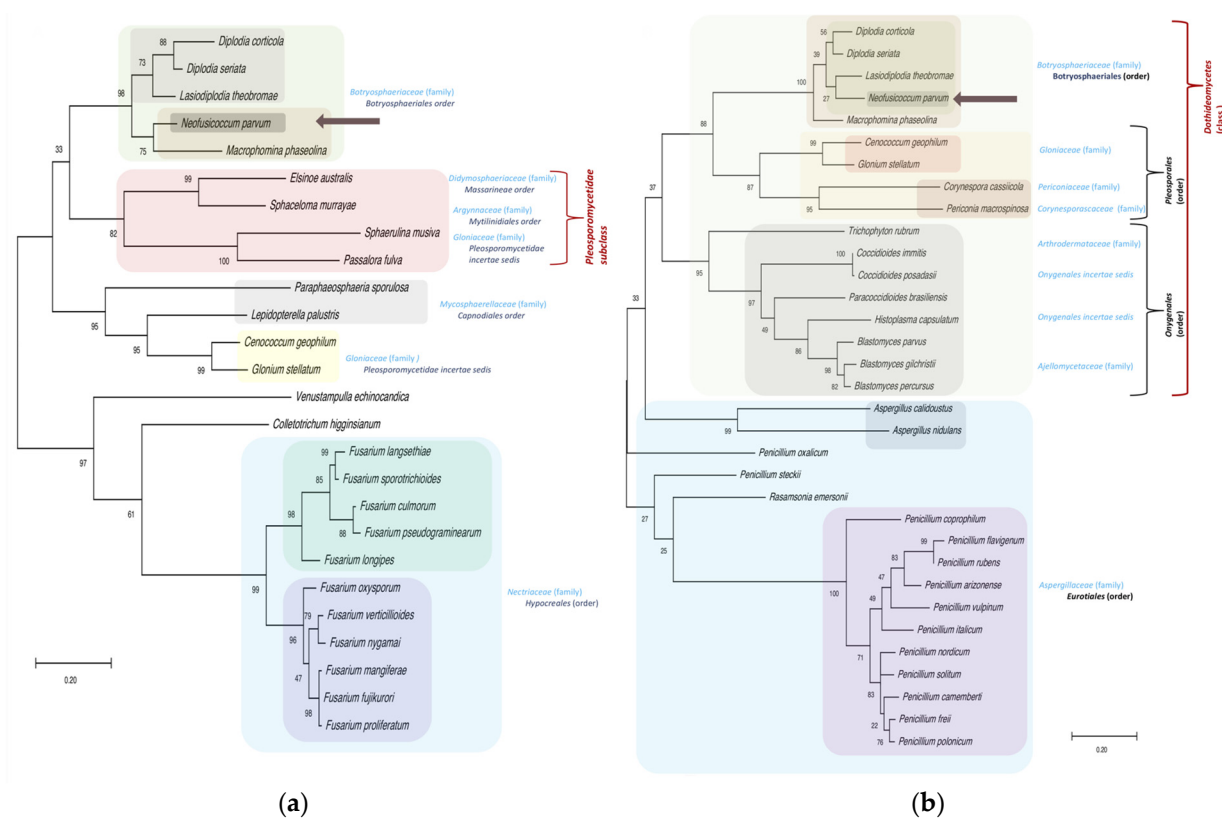 88
Diplodia corticola
73
Diplodia seriata
98
Lasiodiplodia theobromae
Botryosphaeriaceae (family)
Botryosphaeriales order
Neofusicoccum parvum
33
75
Macrophomina phaseolina
99
Elsinoe australis
Didymosphaeriaceae (family)
Massarineae order
Sphaceloma murrayae
Argynnaceae (family)
Mytilinidiales order
82
Sphaerulina musiva
Gloniaceae (family)
Pleosporomycetidae
incertae sedis
100
Passalora fulva
Pleosporomycetidae
subclass
Paraphaeosphaeria sporulosa
Mycosphaerellaceae (family)
Capnodiales order
95
Lepidopterella palustris
95
Cenococcum geophilum
Gloniaceae (family )
Pleosporomycetidae incertae sedis
99
Glonium stellatum
Venustampulla echinocandica
Colletotrichum higginsianum
97
99
Fusarium langsethiae
85
Fusarium sporotrichioides
61
98
Fusarium culmorum
88
Fusarium pseudograminearum
Fusarium longipes
99
Fusarium oxysporum
Nectriaceae (family)
Hypocreales (order)
79
Fusarium verticillioides
96
Fusarium nygamai
47
Fusarium mangiferae
Fusarium fujikurori
98
Fusarium proliferatum
0.20
(a)
56
Diplodia corticola
39
Diplodia seriata
Botryosphaeriaceae (family)
Botryosphaeriales (order)
100
Lasiodiplodia theobromae
27
Neofusicoccum parvum
88
Macrophomina phaseolina
99
Cenococcum geophilum
Gloniaceae (family)
Glonium stellatum
87
Corynespora cassiicola
Periconiaceae (family)
95
Periconia macrospinosa
Corynesporascaceae (family)
Pleosporales
(order)
37
Trichophyton rubrum
Arthrodermataceae (family)
95
100
Coccidioides immitis
Coccidioides posadasii
Onygenales incertae sedis
97
Paracoccidioides brasiliensis
49
Histoplasma capsulatum
Onygenales incertae sedis
86
Blastomyces parvus
98
Blastomyces gilchristii
Ajellomycetaceae (family)
82
Blastomyces percursus
Onygenales
(order)
Dothideomycetes
(class)
33
Aspergillus calidoustus
99
Aspergillus nidulans
Penicillium oxalicum
Penicillium steckii
27
Rasamsonia emersonii
25
Penicillium coprophilum
99
Penicillium flavigenum
83
Penicillium rubens
47
Penicillium arizonense
100
Aspergillaceae (family)
Eurotiales (order)
49
Penicillium vulpinum
Penicillium italicum
71
Penicillium nordicum
Penicillium solitum
83
Penicillium camemberti
22
Penicillium freii
76
Penicillium polonicum
0.20
(b)